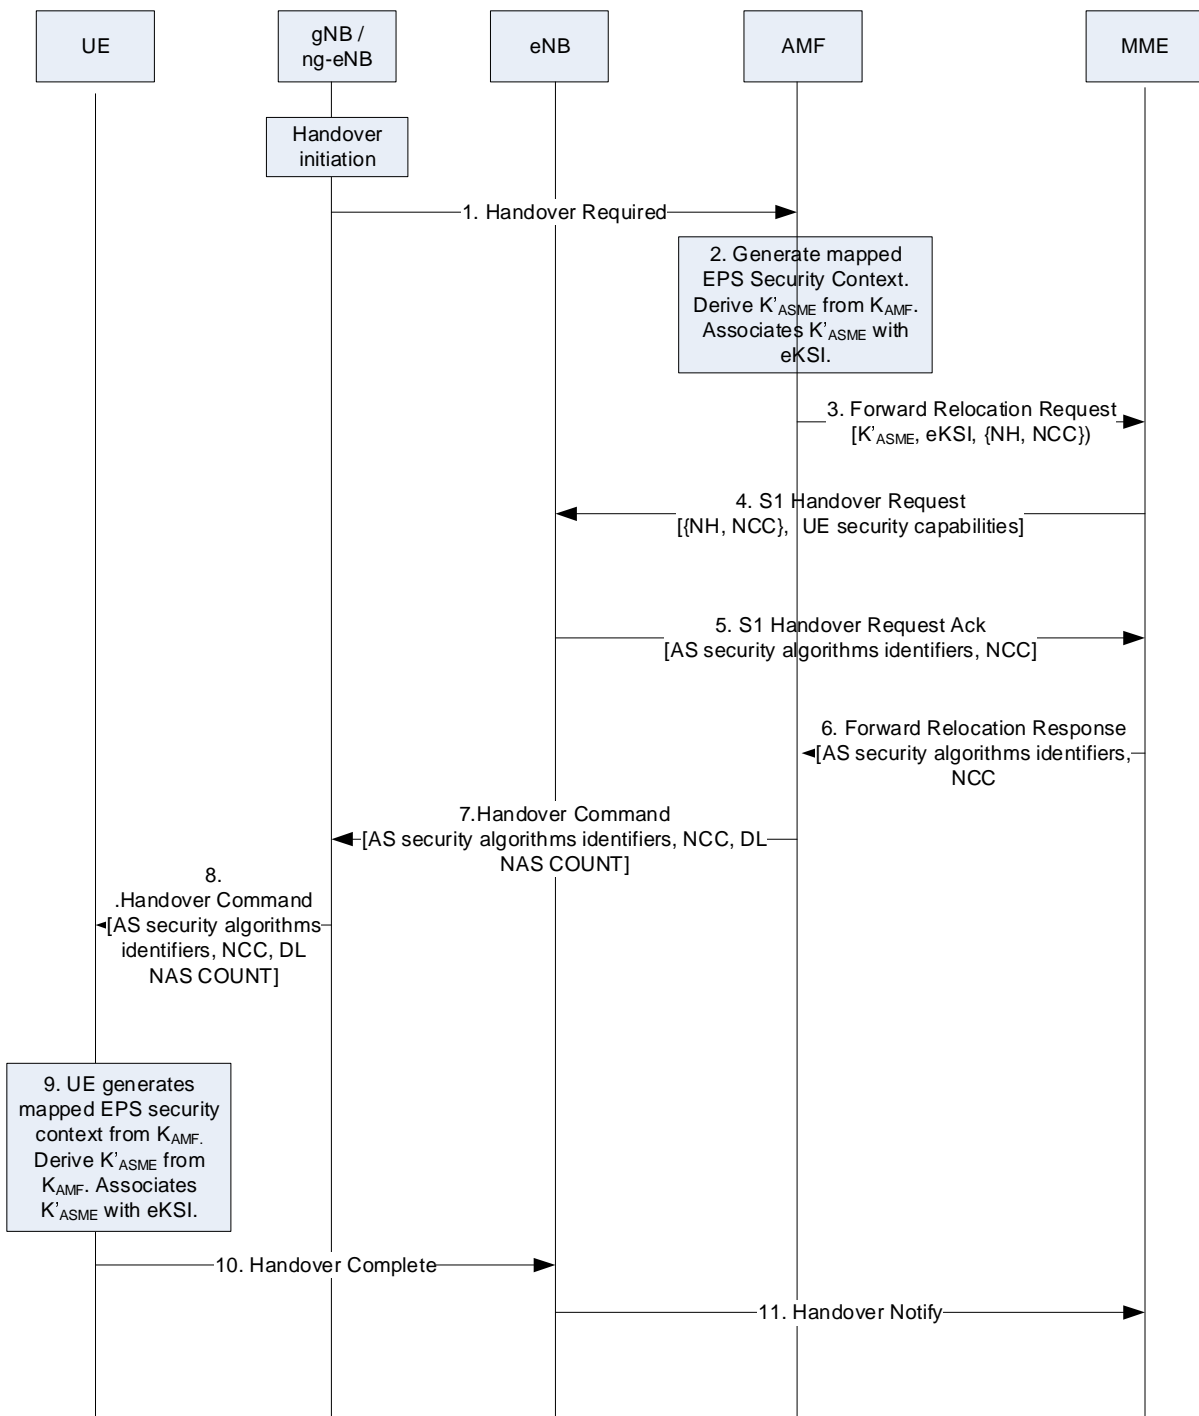 UE
gNB /
ng-eNB
eNB
AMF
MME
Handover
initiation
1. Handover Required
2. Generate mapped
EPS Security Context.
Derive K'ASME from KAMF.
Associates K'ASME with
eKSI.
3. Forward Relocation Request
[K'ASME, eKSI, {NH, NCC})
4. S1 Handover Request
[{NH, NCC}, UE security capabilities]
5. S1 Handover Request Ack
[AS security algorithms identifiers, NCC]
6. Forward Relocation Response
[AS security algorithms identifiers,
NCC
7.Handover Command
[AS security algorithms identifiers, NCC, DL
NAS COUNT]
8.
.Handover Command
[AS security algorithms
identifiers, NCC, DL
NAS COUNT]
9. UE generates
mapped EPS security
context from KAMF.
Derive K'ASME from
KAMF. Associates
K'ASME with eKSI.
10. Handover Complete
11. Handover Notify